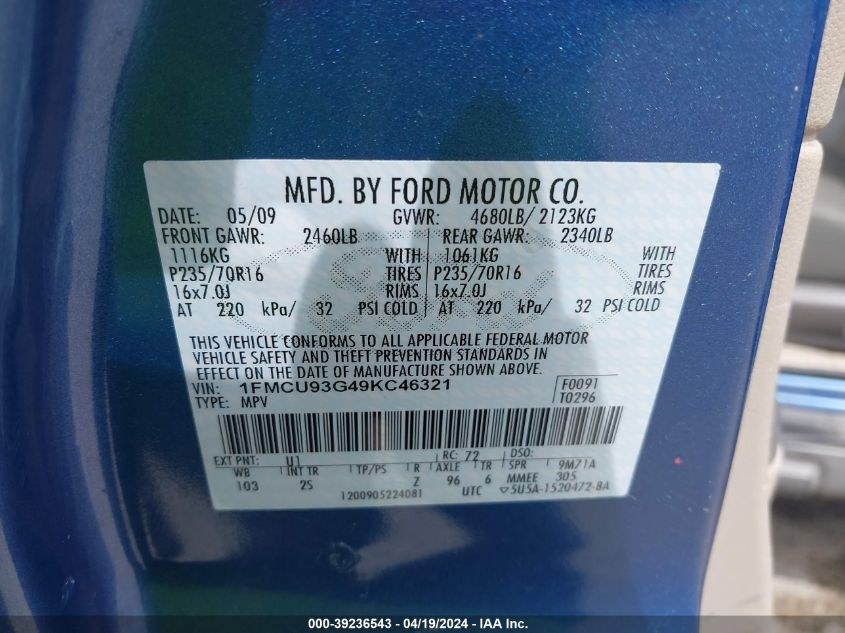 MFD. BY FORD MOTOR CO.
DATE: 05/09 GVWR: 4680LB/ 2123KG
FRONT GAWR: 2460LB REAR GAWR: 2340LB
1116KG WITH 1061KG WITH
P235/70R16 TIRES P235/70R16 TIRES
16x7.0J RIMS 16x7.0J RIMS
AT 220 kPa/ 32 PSI COLD AT 220 kPa/ 32 PSI COLD
THIS VEHICLE CONFORMS TO ALL APPLICABLE FEDERAL MOTOR
VEHICLE SAFETY AND THEFT PREVENTION STANDARDS IN
EFFECT ON THE DATE OF MANUFACTURE SHOWN ABOVE.
VIN: 1FMCU93G49KC46321 F0091
TYPE: MPV T0296
EXT PNT: U1 RC: 72 DSO:
WB INT TR TP/PS R AXLE TR SPR 9M71A
103 2S Z 96 6 MMEE 305
1200905224081 UTC ▽5U5A-1520472-BA
000-39236543 - 04/19/2024 - IAA Inc.